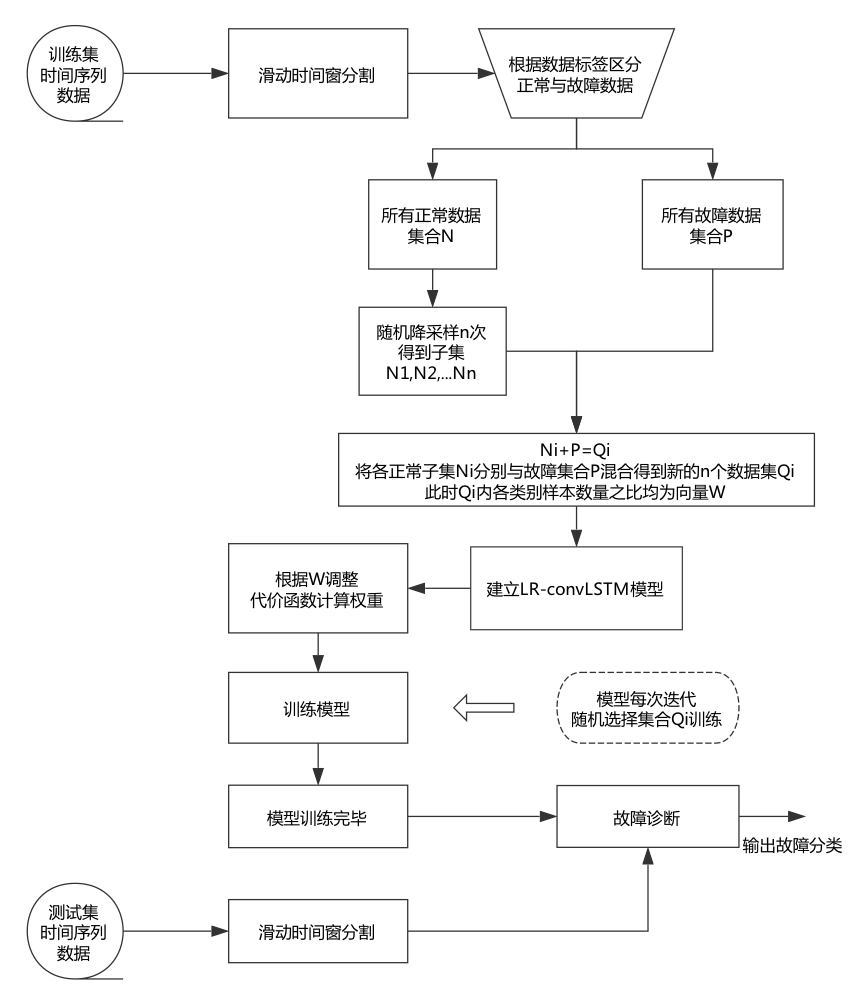 训练集
时间序列
数据
滑动时间窗分割
根据数据标签区分
正常与故障数据
所有正常数据
集合N
所有故障数据
集合P
随机降采样n次
得到子集
N1,N2,...Nn
Ni+P=Qi
将各正常子集Ni分别与故障集合P混合得到新的n个数据集Qi
此时Qi内各类别样本数量之比均为向量W
建立LR-convLSTM模型
根据W调整
代价函数计算权重
训练模型
模型每次迭代
随机选择集合Qi训练
模型训练完毕
故障诊断
输出故障分类
测试集
时间序列
数据
滑动时间窗分割